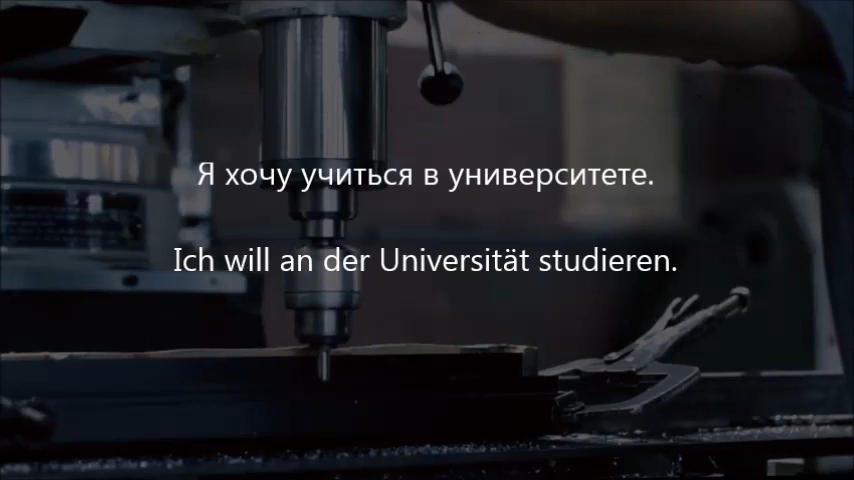 Я хочу учиться в университете.
Ich will an der Universität studieren.